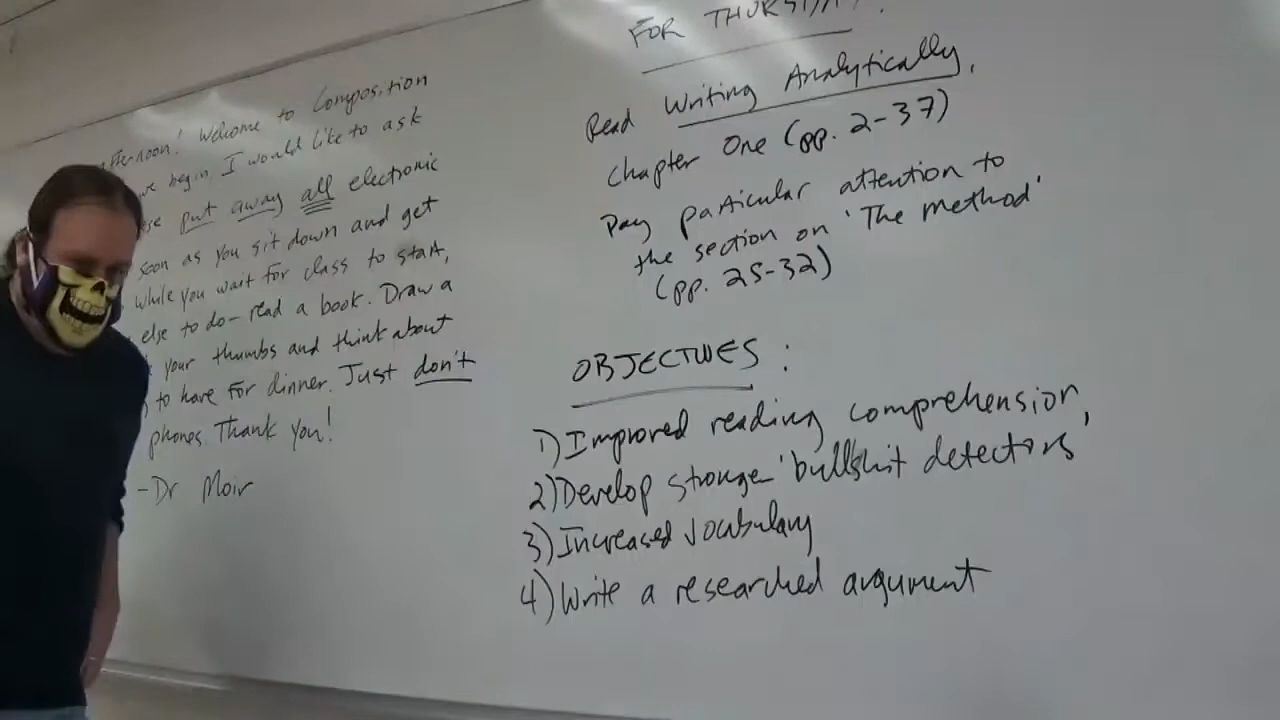 fternoon! Welcome to Composition
we begin, I would like to ask
se put away all electronic
soon as you sit down and get
while you wait for class to start,
else to do - read a book. Draw a
your thumbs and think about
to have for dinner. Just don't
phones. Thank you!
- Dr Moir
FOR THURSDAY:
Read Writing Analytically,
Chapter One (pp. 2-37)
Pay particular attention to
the section on 'The Method'
(pp. 25-32)
OBJECTIVES:
1) Improved reading comprehension,
2) Develop stronger 'bullshit detectors'
3) Increased vocabulary
4) Write a researched argument